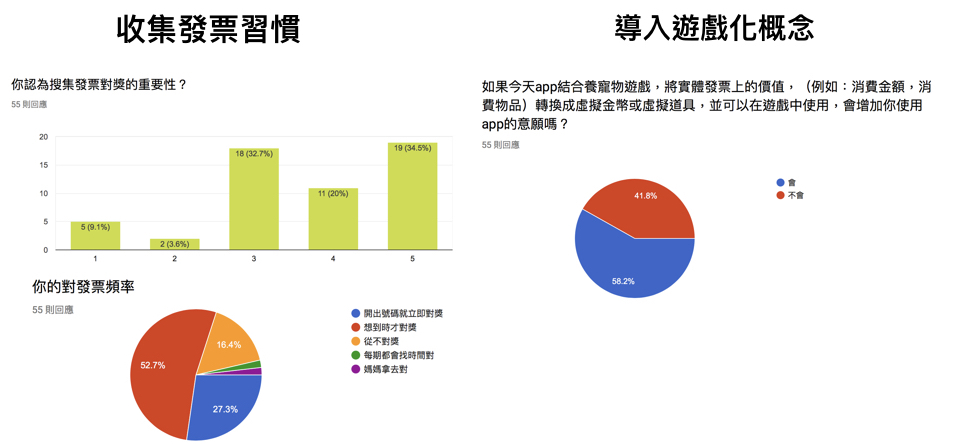 收集發票習慣
你認為搜集發票對獎的重要性？
55 則回應
20
15
10
5
0
5 (9.1%)
2 (3.6%)
18 (32.7%)
11 (20%)
19 (34.5%)
1
2
3
4
5
你的對發票頻率
55 則回應
52.7%
16.4%
27.3%
開出號碼就立即對獎
想到時才對獎
從不對獎
每期都會找時間對
媽媽拿去對
導入遊戲化概念
如果今天app結合養寵物遊戲，將實體發票上的價值，（例如：消費金額，消
費物品）轉換成虛擬金幣或虛擬道具，並可以在遊戲中使用，會增加你使用
app的意願嗎？
55 則回應
41.8%
58.2%
會
不會